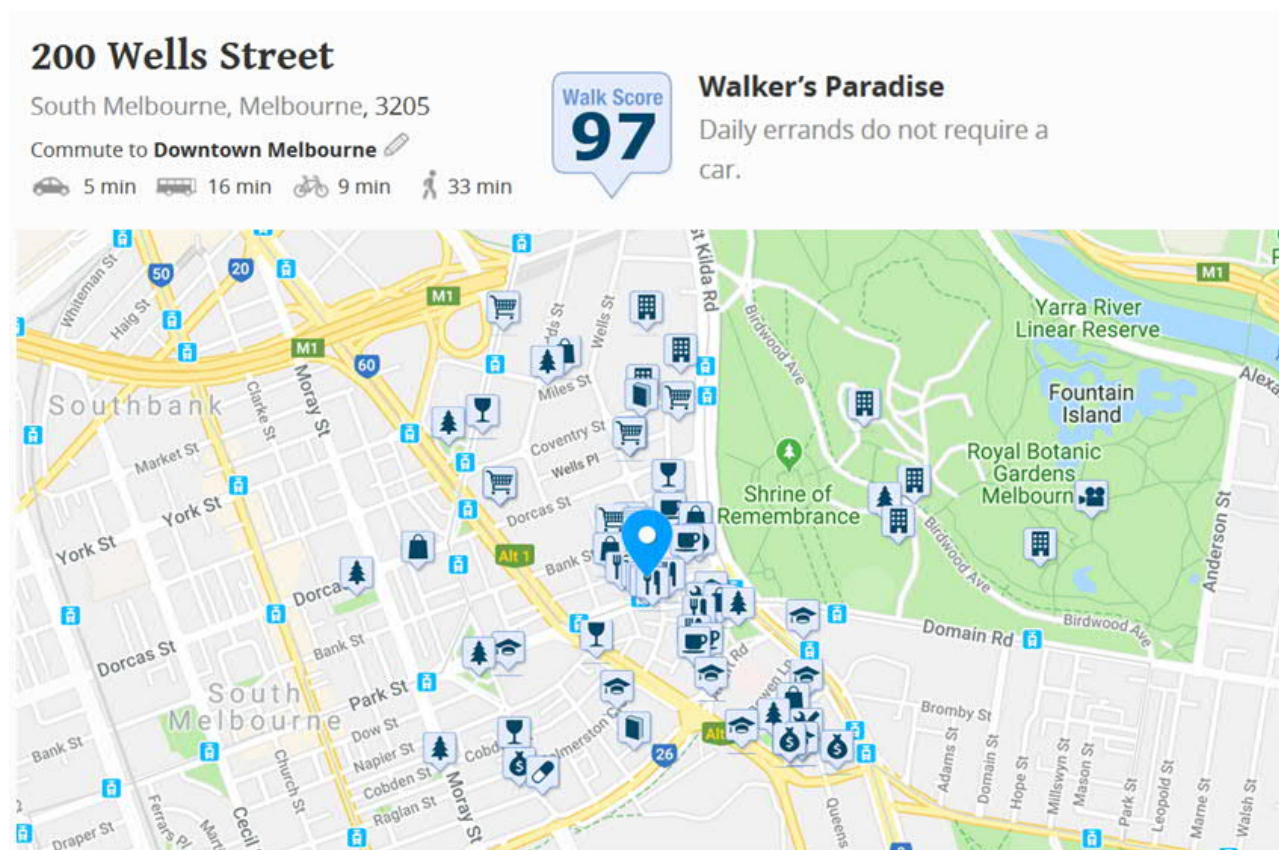 200 Wells Street
South Melbourne, Melbourne, 3205
Commute to Downtown Melbourne
5 min 16 min 9 min 33 min
Walk Score
97
Walker's Paradise
Daily errands do not require a
car.
Whiteman St
50
20
Haig St
M1
M1
60
Moray St
Clarke St
Southbank
Market St
York St
York St
Wells St
Miles St
Coventry St
Wells Pl
Dorcas St
Alt 1
Bank St
St Kilda Rd
Birdwood Ave
M1
Yarra River
Linear Reserve
Fountain
Island
Royal Botanic
Gardens
Melbourn
Shrine of
Remembrance
Birdwood Ave
Birdwood Ave
Anderson St
Domain Rd
Dorcas St
Bank St
Park St
South
Melbourne
Dow St
Napier St
Cobden St
Raglan St
Moray St
Church St
Cecil
Bank St
Ferrars Pl
Draper St
26
Alt
Queens
Bromby St
Adams St
Domain St
Hope St
Millswyn St
Mason St
Park St
Leopold St
Marne St
Walsh St